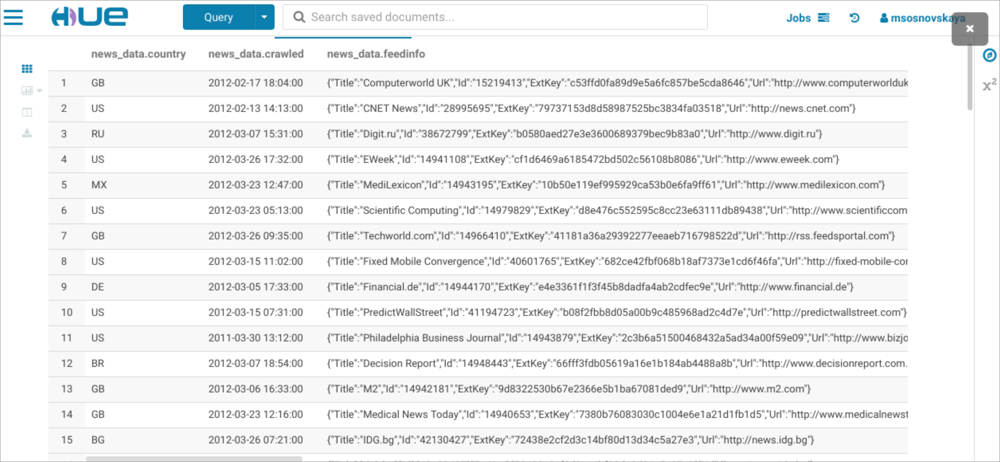 HUE Query Search saved documents... Jobs msosnovskaya
news_data.country news_data.crawled news_data.feedinfo
1 GB 2012-02-17 18:04:00 {"Title":"Computerworld UK","Id":"15219413","ExtKey":"c53ffd0fa89d9e5a6fc857be5cda8646","Url":"http://www.computerworlduk
x²
2 US 2012-02-13 14:13:00 {"Title":"CNET News","Id":"28995695","ExtKey":"79737153d8d58987525bc3834fa03518","Url":"http://news.cnet.com"}
3 RU 2012-03-07 15:31:00 {"Title":"Digit.ru","Id":"38672799","ExtKey":"b0580aed27e3e3600689379bec9b83a0","Url":"http://www.digit.ru"}
4 US 2012-03-26 17:32:00 {"Title":"EWeek","Id":"14941108","ExtKey":"cf1d6469a6185472bd502c56108b8086","Url":"http://www.eweek.com"}
5 MX 2012-03-23 12:47:00 {"Title":"MediLexicon","Id":"14943195","ExtKey":"10b50e119ef995929ca53b0e6fa9ff61","Url":"http://www.medilexicon.com"}
6 US 2012-03-23 05:13:00 {"Title":"Scientific Computing","Id":"14979829","ExtKey":"d8e476c552595c8cc23e63111db89438","Url":"http://www.scientificcom
7 GB 2012-03-26 09:35:00 {"Title":"Techworld.com","Id":"14966410","ExtKey":"41181a36a29392277eeaeb716798522d","Url":"http://rss.feedsportal.com"}
8 US 2012-03-15 11:02:00 {"Title":"Fixed Mobile Convergence","Id":"40601765","ExtKey":"682ce42fbf068b18af7373e1cd6f46fa","Url":"http://fixed-mobile-cor
9 DE 2012-03-05 17:33:00 {"Title":"Financial.de","Id":"14944170","ExtKey":"e4e3361f1f3f45b8dadfa4ab2cdfec9e","Url":"http://www.financial.de"}
10 US 2012-03-15 07:31:00 {"Title":"PredictWallStreet","Id":"41194723","ExtKey":"b08f2fbb8d05a00b9c485968ad2c4d7e","Url":"http://predictwallstreet.com"}
11 US 2011-03-30 13:12:00 {"Title":"Philadelphia Business Journal","Id":"14943879","ExtKey":"2c3b6a51500468432a5ad34a00f59e09","Url":"http://www.bizjo
12 BR 2012-03-07 18:54:00 {"Title":"Decision Report","Id":"14948443","ExtKey":"66fff3fdb05619a16e1b184ab4488a8b","Url":"http://www.decisionreport.com.
13 GB 2012-03-06 16:33:00 {"Title":"M2","Id":"14942181","ExtKey":"9d8322530b67e2366e5b1ba67081ded9","Url":"http://www.m2.com"}
14 GB 2012-03-23 12:16:00 {"Title":"Medical News Today","Id":"14940653","ExtKey":"7380b76083030c1004e6e1a21d1fb1d5","Url":"http://www.medicalnewst
15 BG 2012-03-26 07:21:00 {"Title":"IDG.bg","Id":"42130427","ExtKey":"72438e2cf2d3c14bf80d13d34c5a27e3","Url":"http://news.idg.bg"}